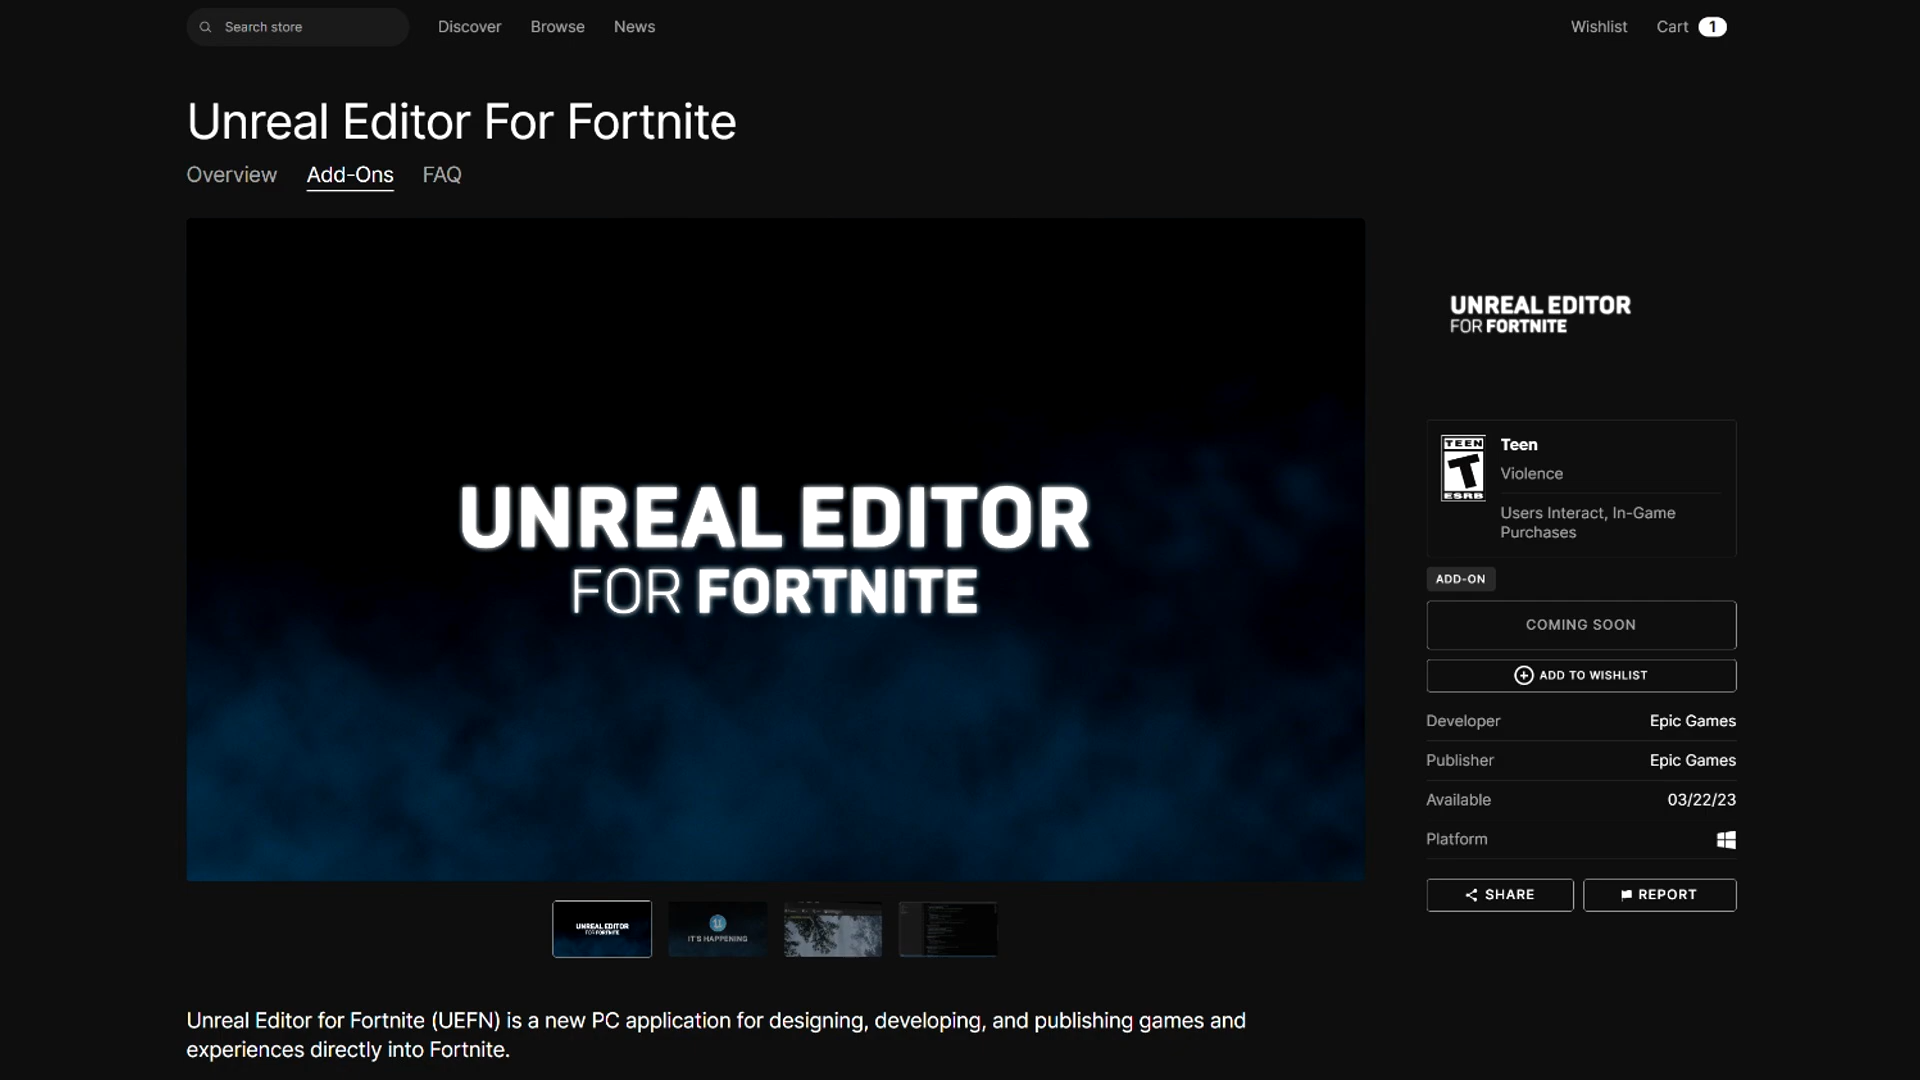 Search store
Discover
Browse
News
Wishlist
Cart
1
Unreal Editor For Fortnite
Overview
Add-Ons
FAQ
UNREAL EDITOR
FOR FORTNITE
UNREAL EDITOR
FOR FORTNITE
TEEN
T
ESRB
Teen
Violence
Users Interact, In-Game
Purchases
ADD-ON
COMING SOON
ADD TO WISHLIST
Developer
Epic Games
Publisher
Epic Games
Available
03/22/23
Platform
SHARE
REPORT
UNREAL EDITOR
FOR FORTNITE
IT'S HAPPENING
Unreal Editor for Fortnite (UEFN) is a new PC application for designing, developing, and publishing games and
experiences directly into Fortnite.